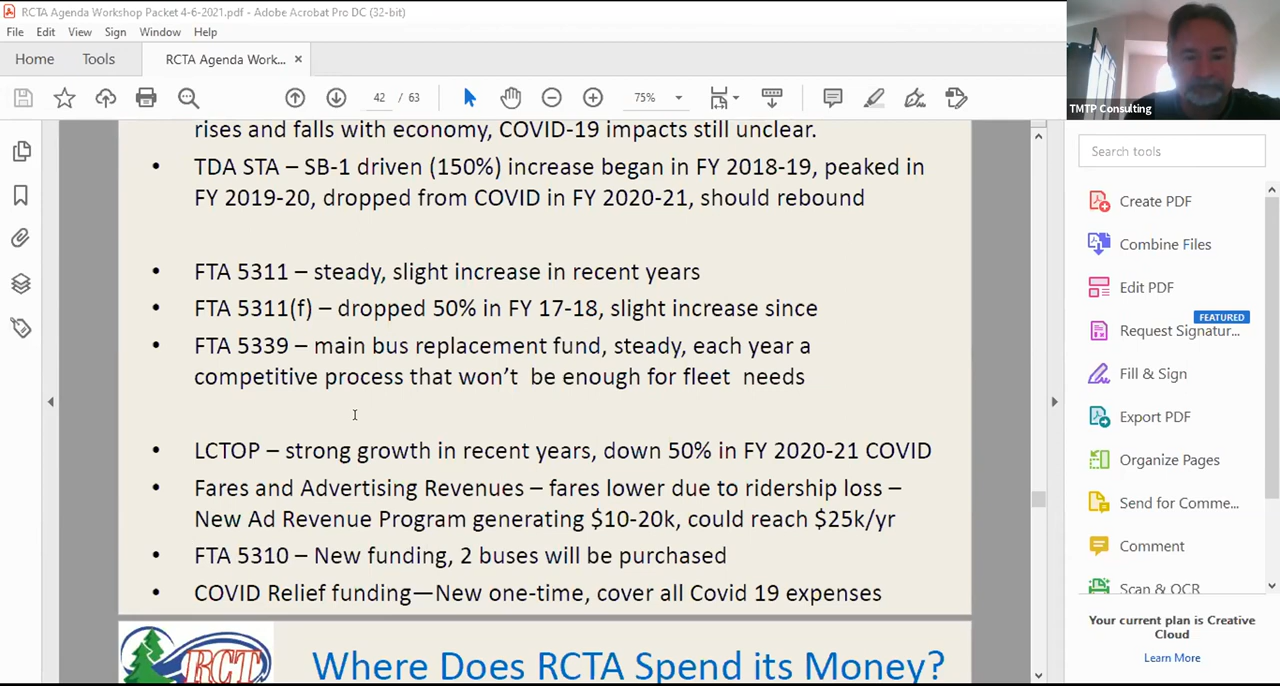 RCTA Agenda Workshop Packet 4-6-2021.pdf - Adobe Acrobat Pro DC (32-bit)
File Edit View Sign Window Help
Home Tools RCTA Agenda Work... ×
42 / 63 75%
TMTP Consulting
rises and falls with economy, COVID-19 impacts still unclear.
• TDA STA – SB-1 driven (150%) increase began in FY 2018-19, peaked in
FY 2019-20, dropped from COVID in FY 2020-21, should rebound
• FTA 5311 – steady, slight increase in recent years
• FTA 5311(f) – dropped 50% in FY 17-18, slight increase since
• FTA 5339 – main bus replacement fund, steady, each year a
competitive process that won't be enough for fleet needs
• LCTOP – strong growth in recent years, down 50% in FY 2020-21 COVID
• Fares and Advertising Revenues – fares lower due to ridership loss –
New Ad Revenue Program generating $10-20k, could reach $25k/yr
• FTA 5310 – New funding, 2 buses will be purchased
• COVID Relief funding—New one-time, cover all Covid 19 expenses
RCT
Where Does RCTA Spend its Money?
Search tools
Create PDF
Combine Files
Edit PDF
FEATURED
Request Signatur...
Fill & Sign
Export PDF
Organize Pages
Send for Comme...
Comment
Scan & OCR
Your current plan is Creative
Cloud
Learn More